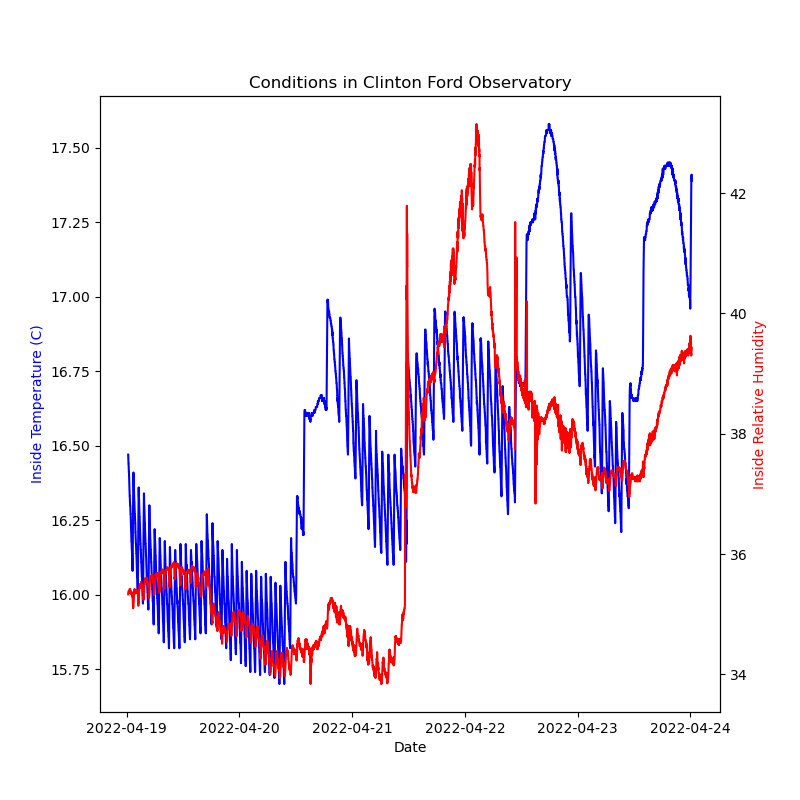 Conditions in Clinton Ford Observatory
17.50
17.25
17.00
16.75
16.50
16.25
16.00
15.75
Inside Temperature (C)
42
40
38
36
34
Inside Relative Humidity
2022-04-19 2022-04-20 2022-04-21 2022-04-22 2022-04-23 2022-04-24
Date